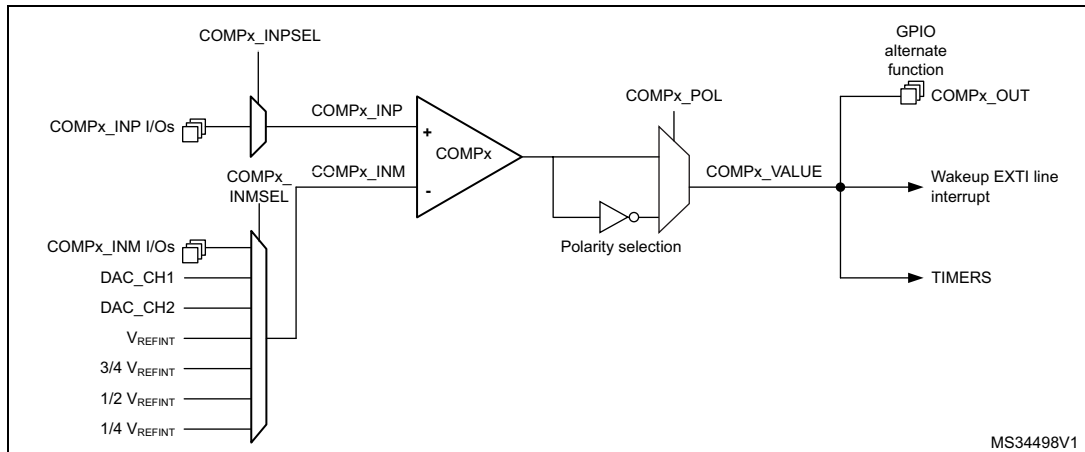 COMPx_INPSEL
GPIO
alternate
function
COMPx_POL
COMPx_OUT
COMPx_INP I/Os
COMPx_INP
+
COMPx
COMPx_VALUE
Wakeup EXTI line
interrupt
COMPx_INM
-
COMPx_
INMSEL
Polarity selection
COMPx_INM I/Os
DAC_CH1
TIMERS
DAC_CH2
VREFINT
3/4 VREFINT
1/2 VREFINT
1/4 VREFINT
MS34498V1